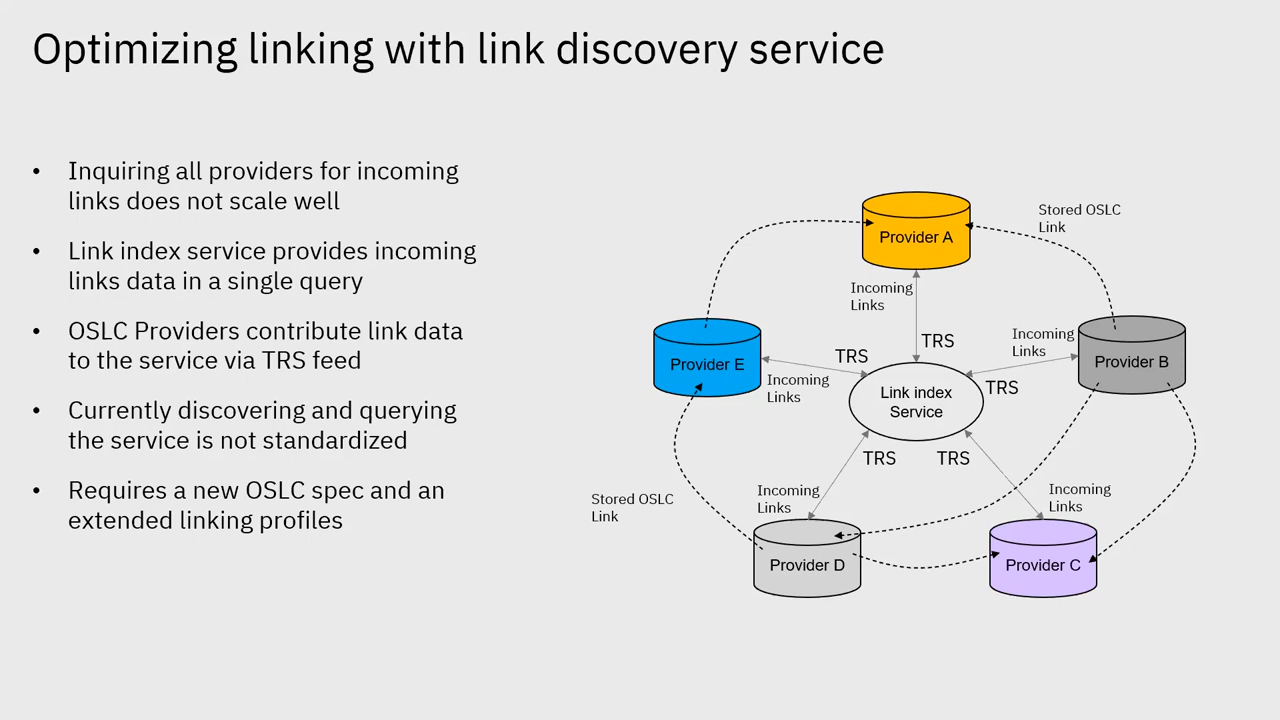 Optimizing linking with link discovery service
• Inquiring all providers for incoming
links does not scale well
• Link index service provides incoming
links data in a single query
• OSLC Providers contribute link data
to the service via TRS feed
• Currently discovering and querying
the service is not standardized
• Requires a new OSLC spec and an
extended linking profiles
Provider A
Stored OSLC
Link
Incoming
Links
TRS
Provider E
TRS
Incoming
Links
Incoming
Links
TRS
Provider B
Link index
Service
TRS
TRS
Stored OSLC
Link
Incoming
Links
Incoming
Links
Provider D
Provider C